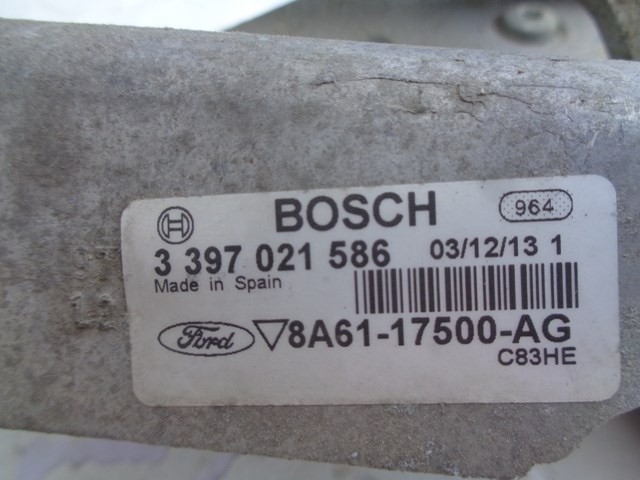 BOSCH 964
3 397 021 586 03/12/13 1
Made in Spain
Ford 8A61-17500-AG
C83HE